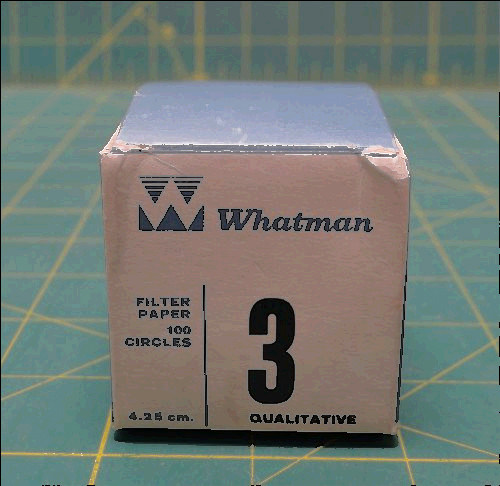 Whatman
FILTER
PAPER
100
CIRCLES
4.25 cm.
3
QUALITATIVE